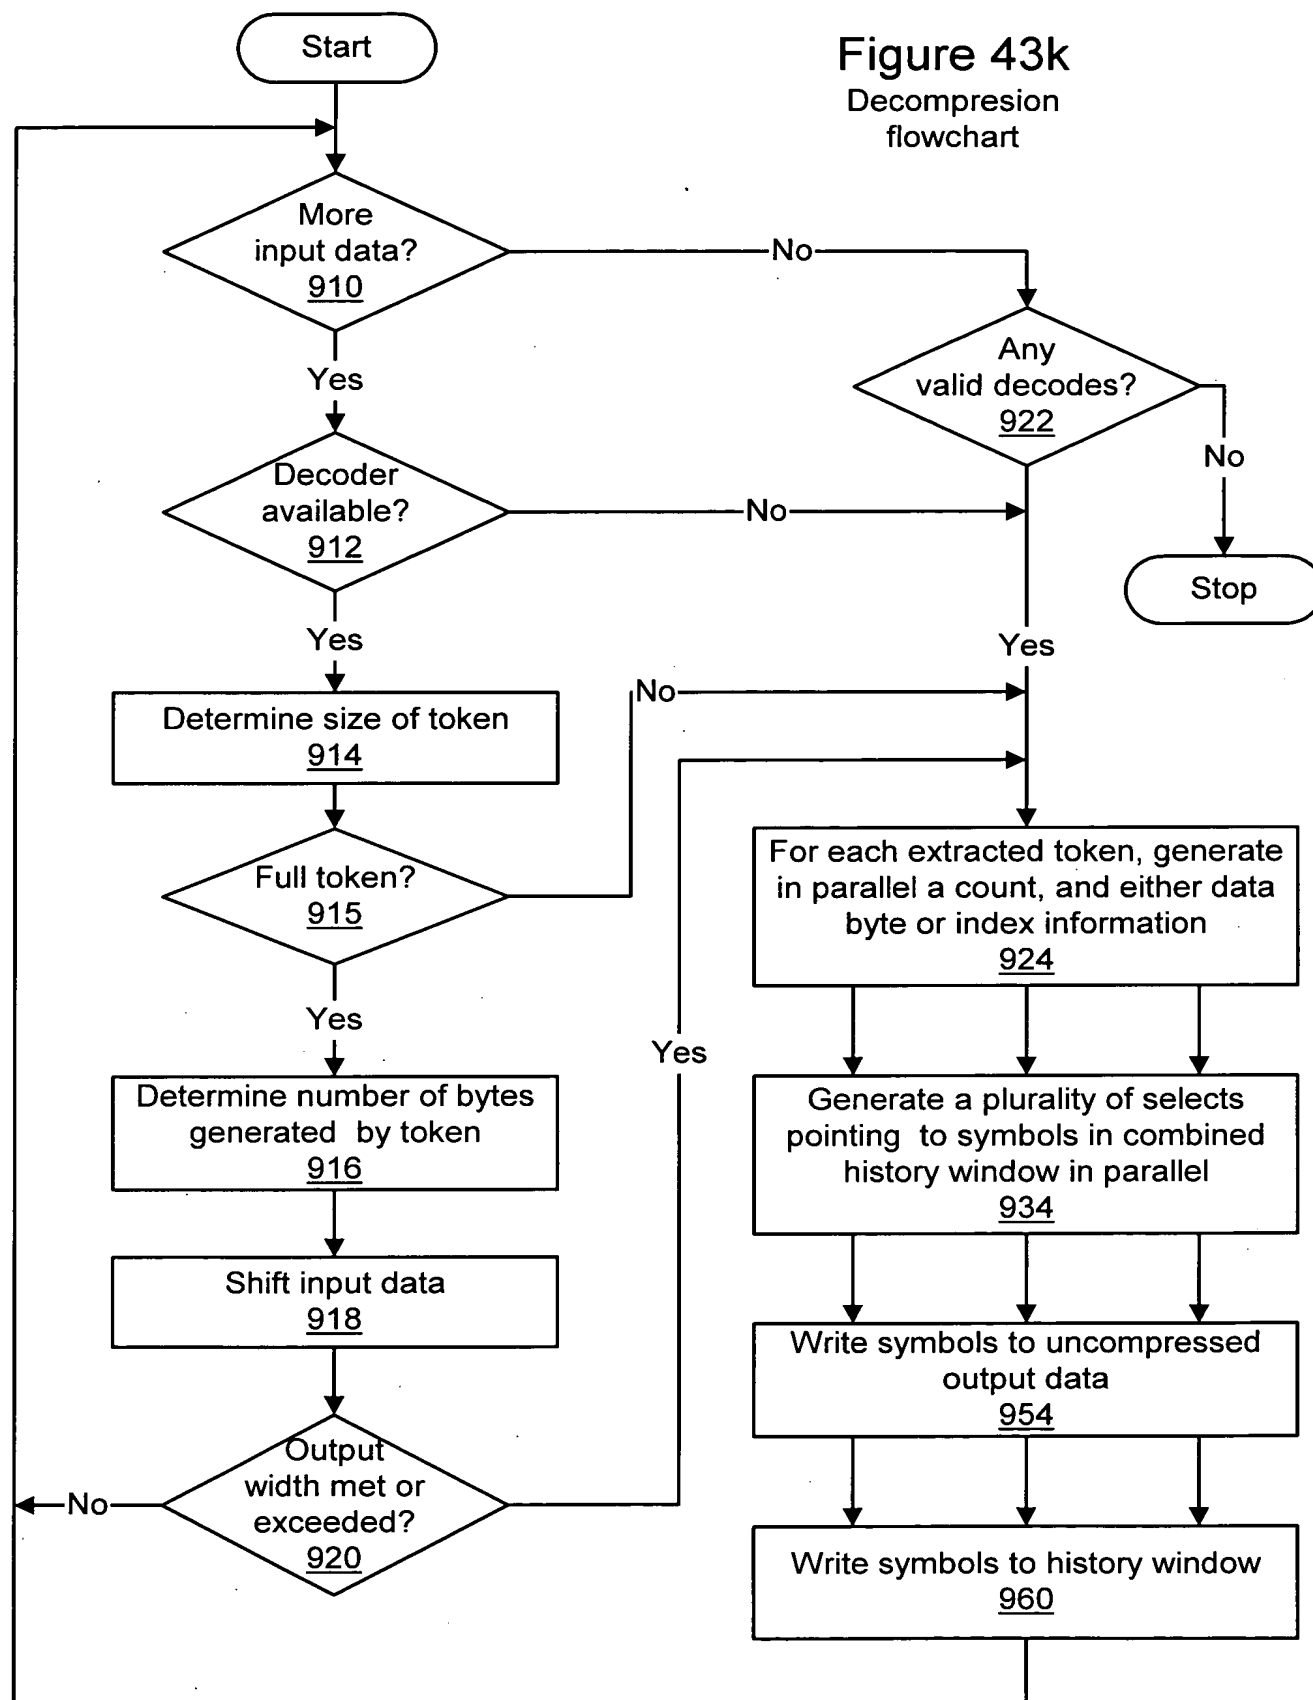 Start
Figure 43k
Decompresion
flowchart
More
input data?
910
No
Yes
Any
valid decodes?
922
No
Stop
Decoder
available?
912
No
Yes
Yes
Determine size of token
914
No
Full token?
915
Yes
For each extracted token, generate
in parallel a count, and either data
byte or index information
924
Yes
Determine number of bytes
generated by token
916
Generate a plurality of selects
pointing to symbols in combined
history window in parallel
934
Shift input data
918
Write symbols to uncompressed
output data
954
Output
width met or
exceeded?
920
No
Write symbols to history window
960